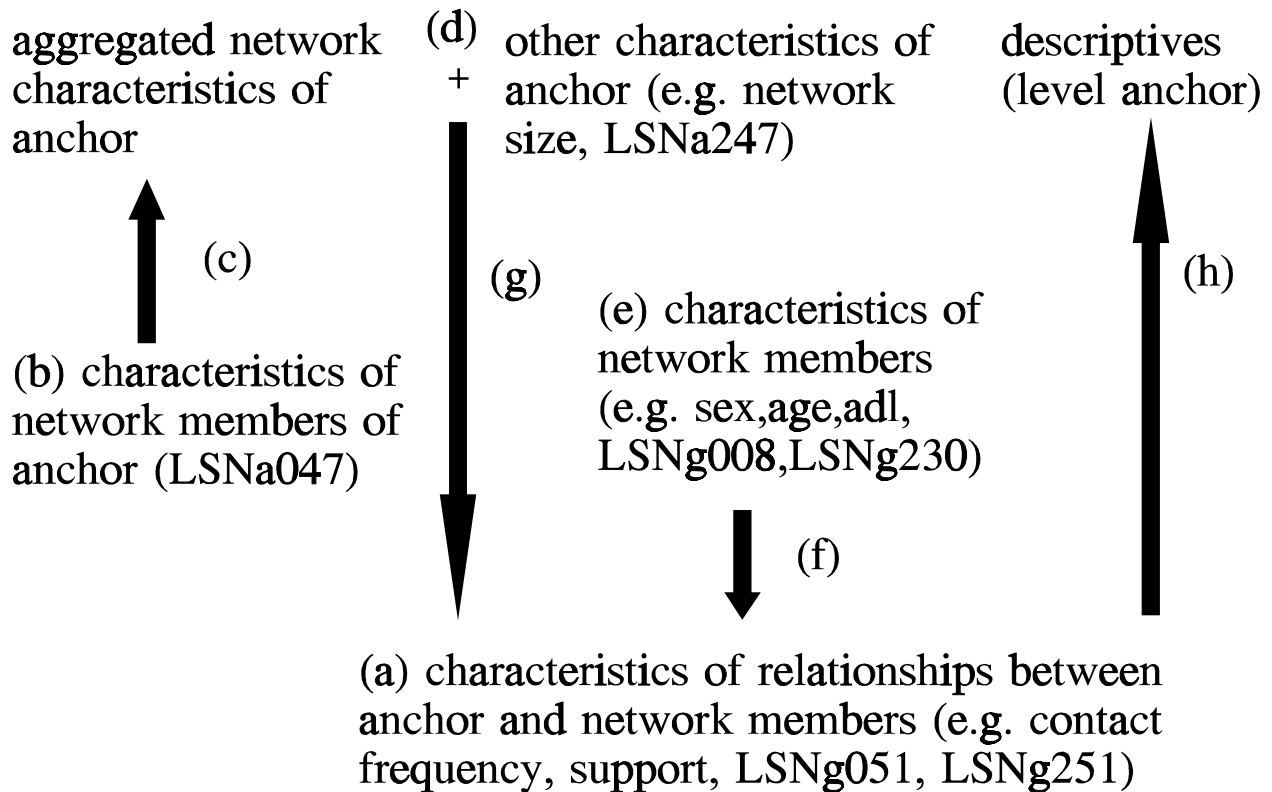 aggregated network
characteristics of
anchor
(d)
+
other characteristics of
anchor (e.g. network
size, LSNa247)
descriptives
(level anchor)
(c)
(g)
(h)
(b) characteristics of
network members of
anchor (LSNa047)
(e) characteristics of
network members
(e.g. sex,age,adl,
LSNg008,LSNg230)
(f)
(a) characteristics of relationships between
anchor and network members (e.g. contact
frequency, support, LSNg051, LSNg251)